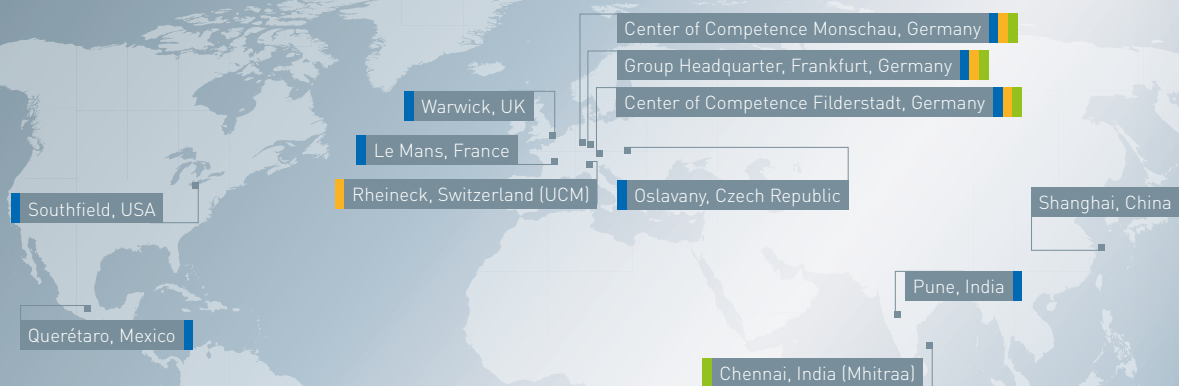 Center of Competence Monschau, Germany
Group Headquarter, Frankfurt, Germany
Center of Competence Filderstadt, Germany
Warwick, UK
Le Mans, France
Rheineck, Switzerland (UCM)
Oslavany, Czech Republic
Southfield, USA
Shanghai, China
Pune, India
Querétaro, Mexico
Chennai, India (Mhitraa)